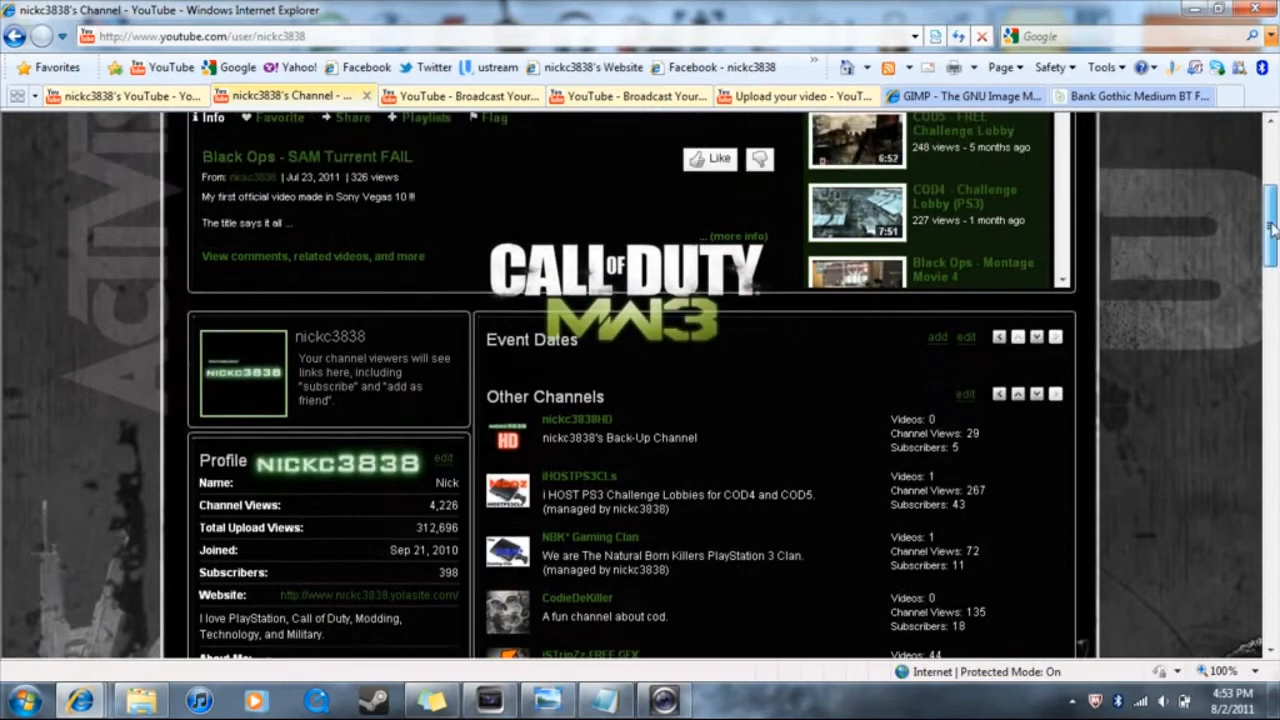 nickc3838's Channel - YouTube - Windows Internet Explorer
http://www.youtube.com/user/nickc3838
Google
Favorites YouTube Google Yahoo! Facebook Twitter ustream nickc3838's Website Facebook - nickc3838 Page Safety Tools
nickc3838's YouTube - Yo... nickc3838's Channel - ... YouTube - Broadcast Your... YouTube - Broadcast Your... Upload your video - YouT... GIMP - The GNU Image M... Bank Gothic Medium BT F...
Info Favorite Share Playlists Flag
Black Ops - SAM Turrent FAIL
Like
From: nickc3838 | Jul 23, 2011 | 326 views
My first official video made in Sony Vegas 10 !!!
The title says it all ...
... (more info)
View comments, related videos, and more
COD5 - FREE
Challenge Lobby
248 views - 5 months ago
6:52
COD4 - Challenge
Lobby (PS3)
227 views - 1 month ago
7:51
Black Ops - Montage
Movie 4
CALL OF DUTY
MW3
nickc3838
Your channel viewers will see
links here, including
"subscribe" and "add as
friend".
NICKC3838
Profile NICKC3838 edit
Name: Nick
Channel Views: 4,226
Total Upload Views: 312,696
Joined: Sep 21, 2010
Subscribers: 398
Website: http://www.nickc3838.yolasite.com/
I love PlayStation, Call of Duty, Modding,
Technology, and Military.
About Me:
Event Dates add edit
Other Channels edit
nickc3838HD
nickc3838's Back-Up Channel
Videos: 0
Channel Views: 29
Subscribers: 5
HD
iHOSTPS3CLs
I HOST PS3 Challenge Lobbies for COD4 and COD5.
(managed by nickc3838)
Videos: 1
Channel Views: 267
Subscribers: 43
NBK* Gaming Clan
We are The Natural Born Killers PlayStation 3 Clan.
(managed by nickc3838)
Videos: 1
Channel Views: 72
Subscribers: 11
CodieDeKiller
A fun channel about cod.
Videos: 0
Channel Views: 135
Subscribers: 18
iSTripZz FREE GFX
Videos: 44
Internet | Protected Mode: On
100%
4:53 PM
8/2/2011